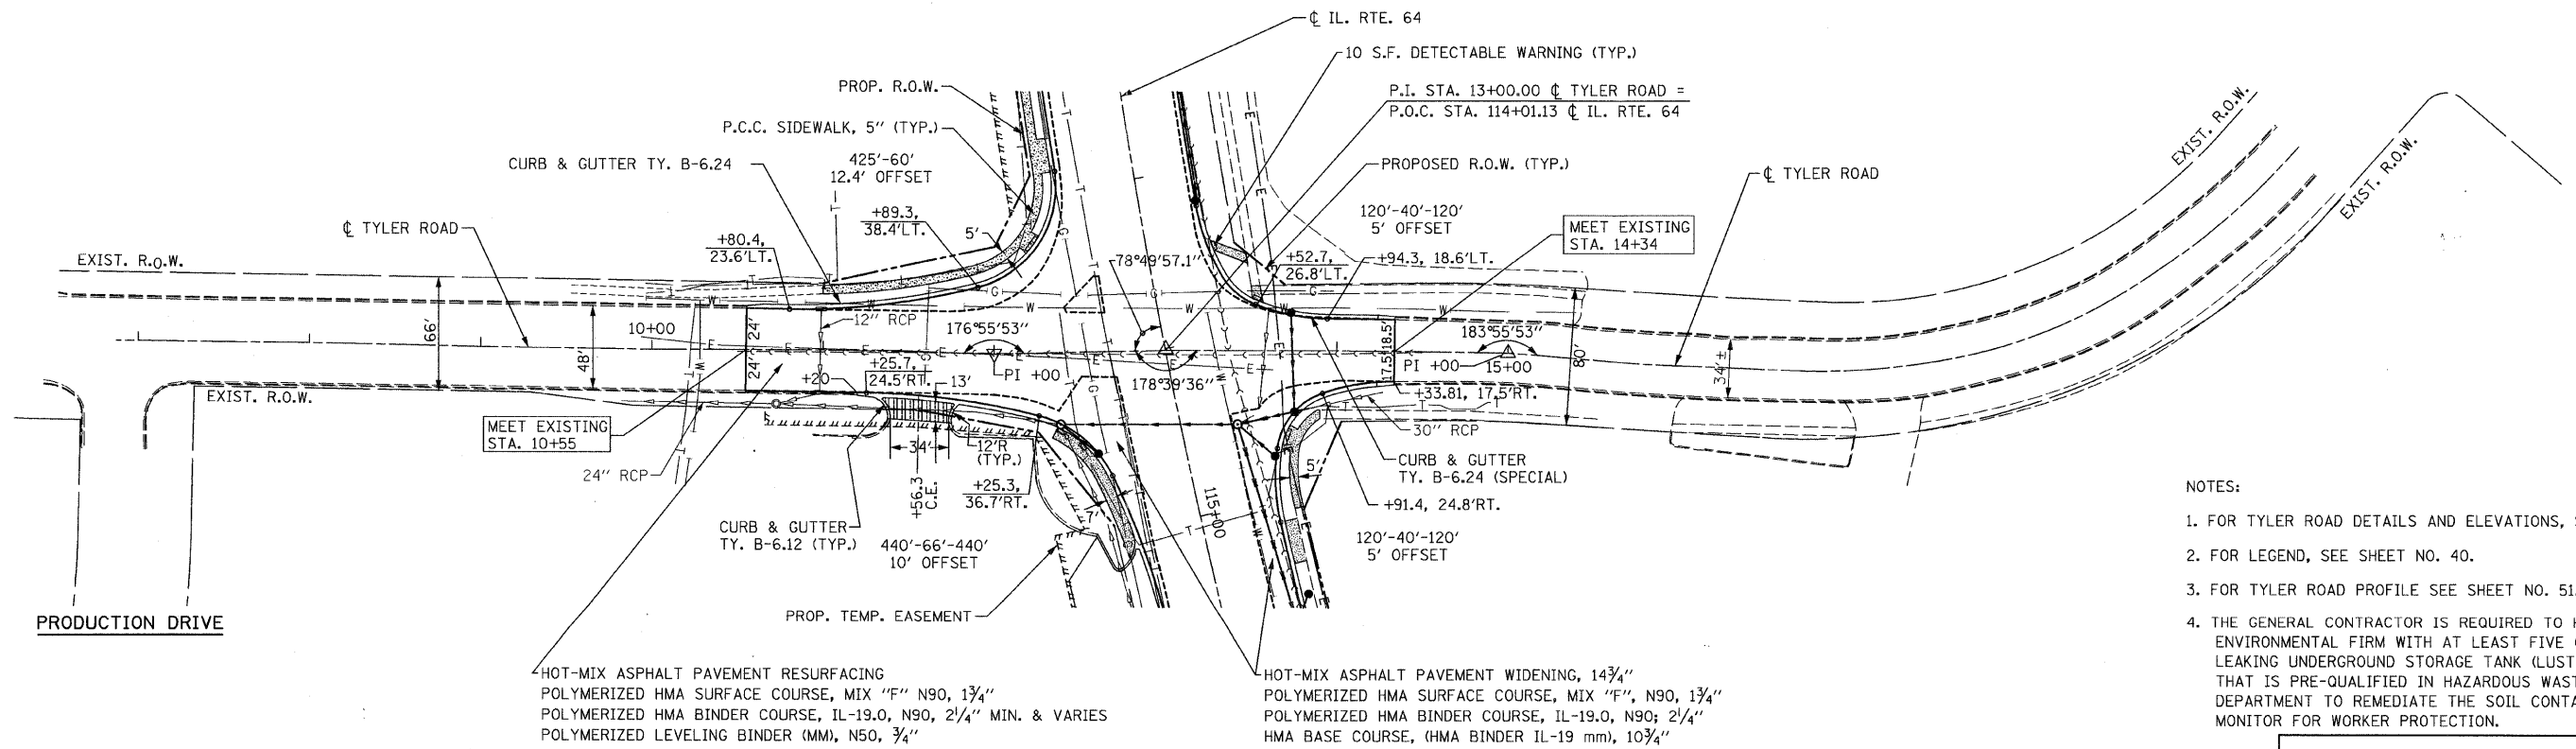 ℄ IL. RTE. 64
10 S.F. DETECTABLE WARNING (TYP.)
PROP. R.O.W.
P.I. STA. 13+00.00 ℄ TYLER ROAD =
P.O.C. STA. 114+01.13 ℄ IL. RTE. 64
P.C.C. SIDEWALK, 5" (TYP.)
CURB & GUTTER TY. B-6.24
425'-60'
12.4' OFFSET
PROPOSED R.O.W. (TYP.)
℄ TYLER ROAD
EXIST. R.O.W.
EXIST. R.O.W.
℄ TYLER ROAD
+80.4,
23.6'LT.
+89.3,
38.4'LT.
5'
120'-40'-120'
5' OFFSET
MEET EXISTING
STA. 14+34
EXIST. R.O.W.
78°49'57.1"
+52.7,
26.8'LT.
+94.3, 18.6'LT.
66'
48'
10+00
24' 24'
12" RCP
176°55'53"
178°39'36"
17.5' 18.5'
183°55'53"
80'
34'±
PI +00
PI +00
15+00
+20
+25.7,
24.5'RT.
13'
+33.81, 17.5'RT.
EXIST. R.O.W.
MEET EXISTING
STA. 10+55
24" RCP
34'
12'R
(TYP.)
30" RCP
CURB & GUTTER
TY. B-6.24 (SPECIAL)
+56.3
C.E.
+25.3,
36.7'RT.
7'
5'
115+00
+91.4, 24.8'RT.
CURB & GUTTER
TY. B-6.12 (TYP.)
440'-66'-440'
10' OFFSET
120'-40'-120'
5' OFFSET
PROP. TEMP. EASEMENT
PRODUCTION DRIVE
HOT-MIX ASPHALT PAVEMENT RESURFACING
POLYMERIZED HMA SURFACE COURSE, MIX "F" N90, 1¾"
POLYMERIZED HMA BINDER COURSE, IL-19.0, N90, 2¼" MIN. & VARIES
POLYMERIZED LEVELING BINDER (MM), N50, ¾"
HOT-MIX ASPHALT PAVEMENT WIDENING, 14¾"
POLYMERIZED HMA SURFACE COURSE, MIX "F", N90, 1¾"
POLYMERIZED HMA BINDER COURSE, IL-19.0, N90; 2¼"
HMA BASE COURSE, (HMA BINDER IL-19 mm), 10¾"
NOTES:
1. FOR TYLER ROAD DETAILS AND ELEVATIONS,
2. FOR LEGEND, SEE SHEET NO. 40.
3. FOR TYLER ROAD PROFILE SEE SHEET NO. 51.
4. THE GENERAL CONTRACTOR IS REQUIRED TO
ENVIRONMENTAL FIRM WITH AT LEAST FIVE
LEAKING UNDERGROUND STORAGE TANK (LUST
THAT IS PRE-QUALIFIED IN HAZARDOUS WAST
DEPARTMENT TO REMEDIATE THE SOIL CONTA
MONITOR FOR WORKER PROTECTION.